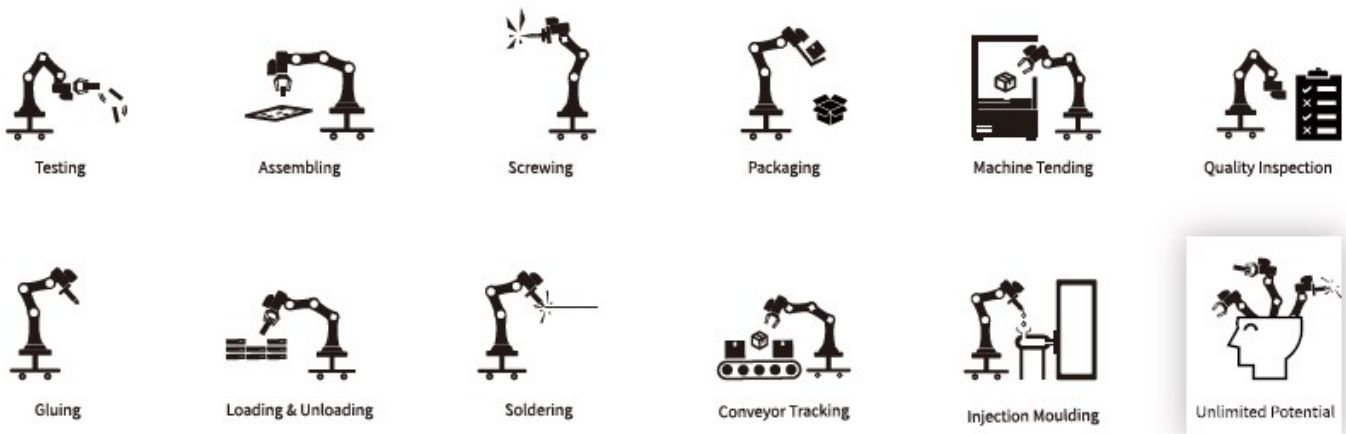 Testing
Assembling
Screwing
Packaging
Machine Tending
Quality Inspection
Gluing
Loading & Unloading
Soldering
Conveyor Tracking
Injection Moulding
Unlimited Potential